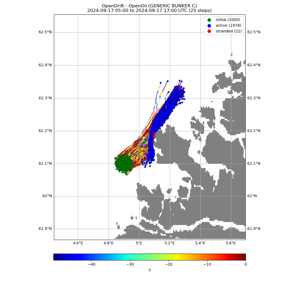 OpenDrift - OpenOil (GENERIC BUNKER C)
2024-09-17 05:00 to 2024-09-17 17:00 UTC (25 steps)
initial (2000)
active (1978)
stranded (22)
62.5°N 62.5°N
62.4°N 62.4°N
62.3°N 62.3°N
62.2°N 62.2°N
62.1°N 62.1°N
62°N 62°N
61.9°N 61.9°N
4.6°E 4.8°E 5°E 5.2°E 5.4°E 5.6°E
−40 −30 −20 −10 0
z